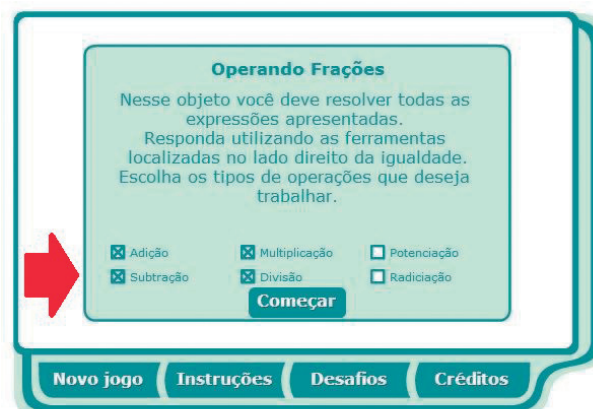 Operando Frações
Nesse objeto você deve resolver todas as
expressões apresentadas.
Responda utilizando as ferramentas
localizadas no lado direito da igualdade.
Escolha os tipos de operações que deseja
trabalhar.
Adição Multiplicação Potenciação
Subtração Divisão Radiciação
Começar
Novo jogo Instruções Desafios Créditos